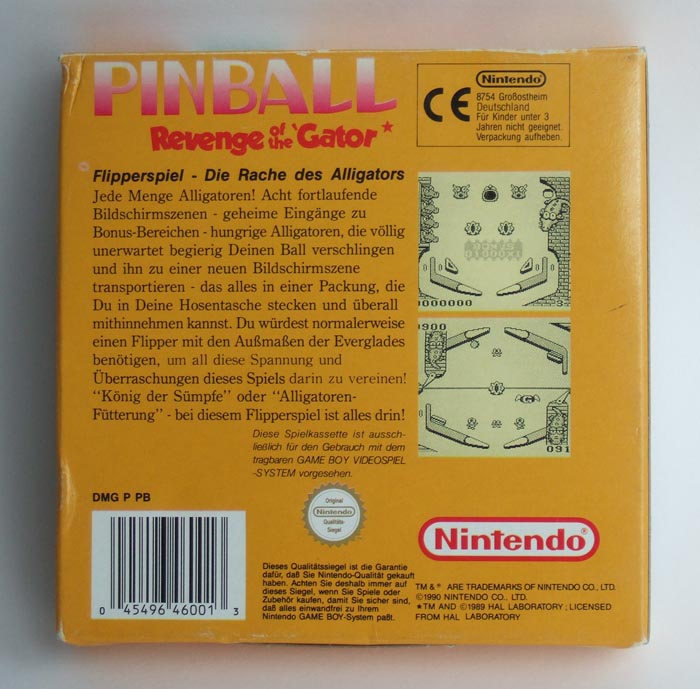 PINBALL
Revenge of the 'Gator*
Nintendo
CE
8754 Großostheim
Deutschland
Für Kinder unter 3
Jahren nicht geeignet.
Verpackung aufheben.
Flipperspiel - Die Rache des Alligators
Jede Menge Alligatoren! Acht fortlaufende
Bildschirmszenen - geheime Eingänge zu
Bonus-Bereichen - hungrige Alligatoren, die völlig
unerwartet begierig Deinen Ball verschlingen
und ihn zu einer neuen Bildschirmszene
transportieren - das alles in einer Packung, die
Du in Deine Hosentasche stecken und überall
mithinnehmen kannst. Du würdest normalerweise
einen Flipper mit den Außmaßen der Everglades
benötigen, um all diese Spannung und
Überraschungen dieses Spiels darin zu vereinen!
“König der Sümpfe” oder “Alligatoren-
Fütterung” - bei diesem Flipperspiel ist alles drin!
0000000 3
0900
091
Diese Spielkassette ist aussch-
ließlich für den Gebrauch mit dem
tragbaren GAME BOY VIDEOSPIEL
-SYSTEM vorgesehen.
DMG P PB
Original
Nintendo
Qualitäts-
Siegel
Nintendo
0 45496 46001 3
Dieses Qualitätssiegel ist die Garantie
dafür, daß Sie Nintendo-Qualität gekauft
haben. Achten Sie deshalb immer auf
dieses Siegel, wenn Sie Spiele oder
Zubehör kaufen, damit Sie sicher sind,
daß alles einwandfrei zu Ihrem
Nintendo GAME BOY-System paßt.
TM & ® ARE TRADEMARKS OF NINTENDO CO., LTD.
©1990 NINTENDO CO., LTD.
*TM AND ©1989 HAL LABORATORY; LICENSED
FROM HAL LABORATORY